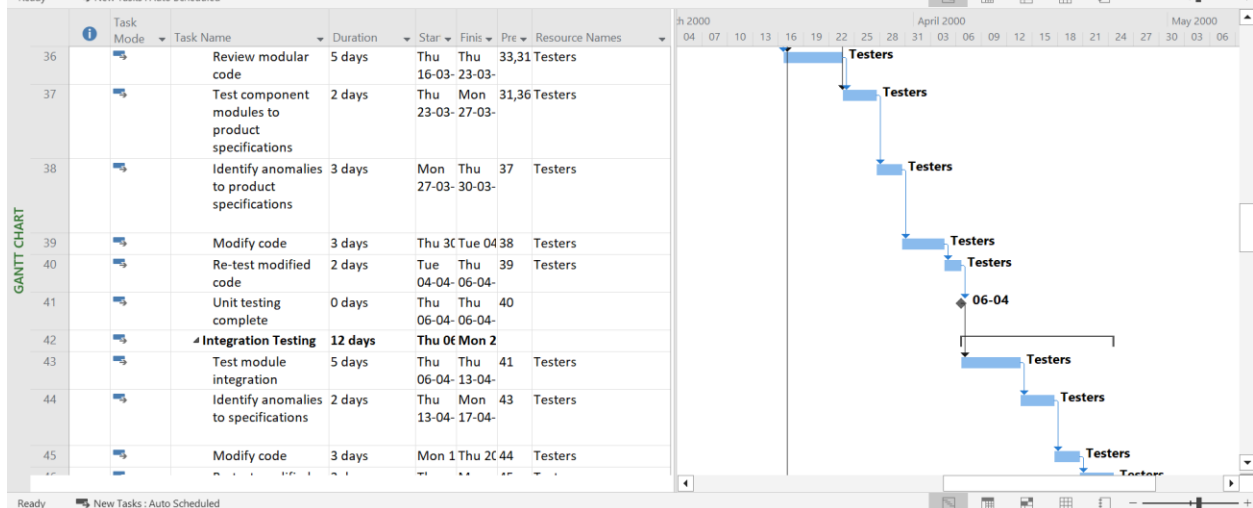 Ready New Tasks : Auto Scheduled
Task
Mode Task Name Duration Star Finis Pre Resource Names
h 2000 April 2000 May 2000
04 07 10 13 16 19 22 25 28 31 03 06 09 12 15 18 21 24 27 30 03 06
GANTT CHART
36 Review modular 5 days Thu Thu 33,31 Testers
code 16-03- 23-03-
Testers
37 Test component 2 days Thu Mon 31,36 Testers
modules to 23-03- 27-03-
product
specifications
Testers
38 Identify anomalies 3 days Mon Thu 37 Testers
to product 27-03- 30-03-
specifications
Testers
39 Modify code 3 days Thu 30 Tue 04 38 Testers
Testers
40 Re-test modified 2 days Tue Thu 39 Testers
code 04-04- 06-04-
Testers
41 Unit testing 0 days Thu Thu 40
complete 06-04- 06-04-
06-04
42 Integration Testing 12 days Thu 06 Mon 2
43 Test module 5 days Thu Thu 41 Testers
integration 06-04- 13-04-
Testers
44 Identify anomalies 2 days Thu Mon 43 Testers
to specifications 13-04- 17-04-
Testers
45 Modify code 3 days Mon 1 Thu 20 44 Testers
Testers
Testers
Ready New Tasks : Auto Scheduled